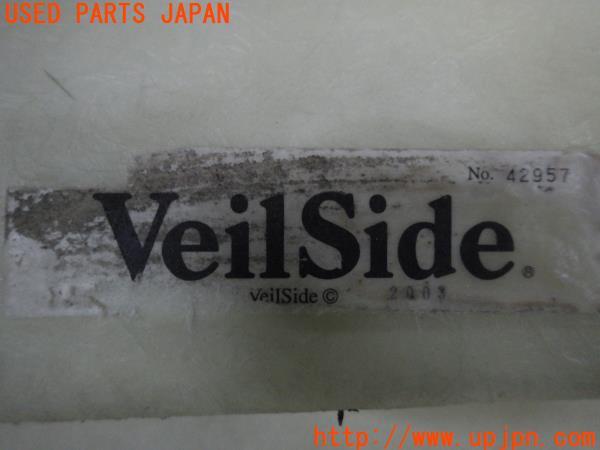 USED PARTS JAPAN
No. 42957
VeilSide®
VeilSide © 2003
http://www.upjpn.com